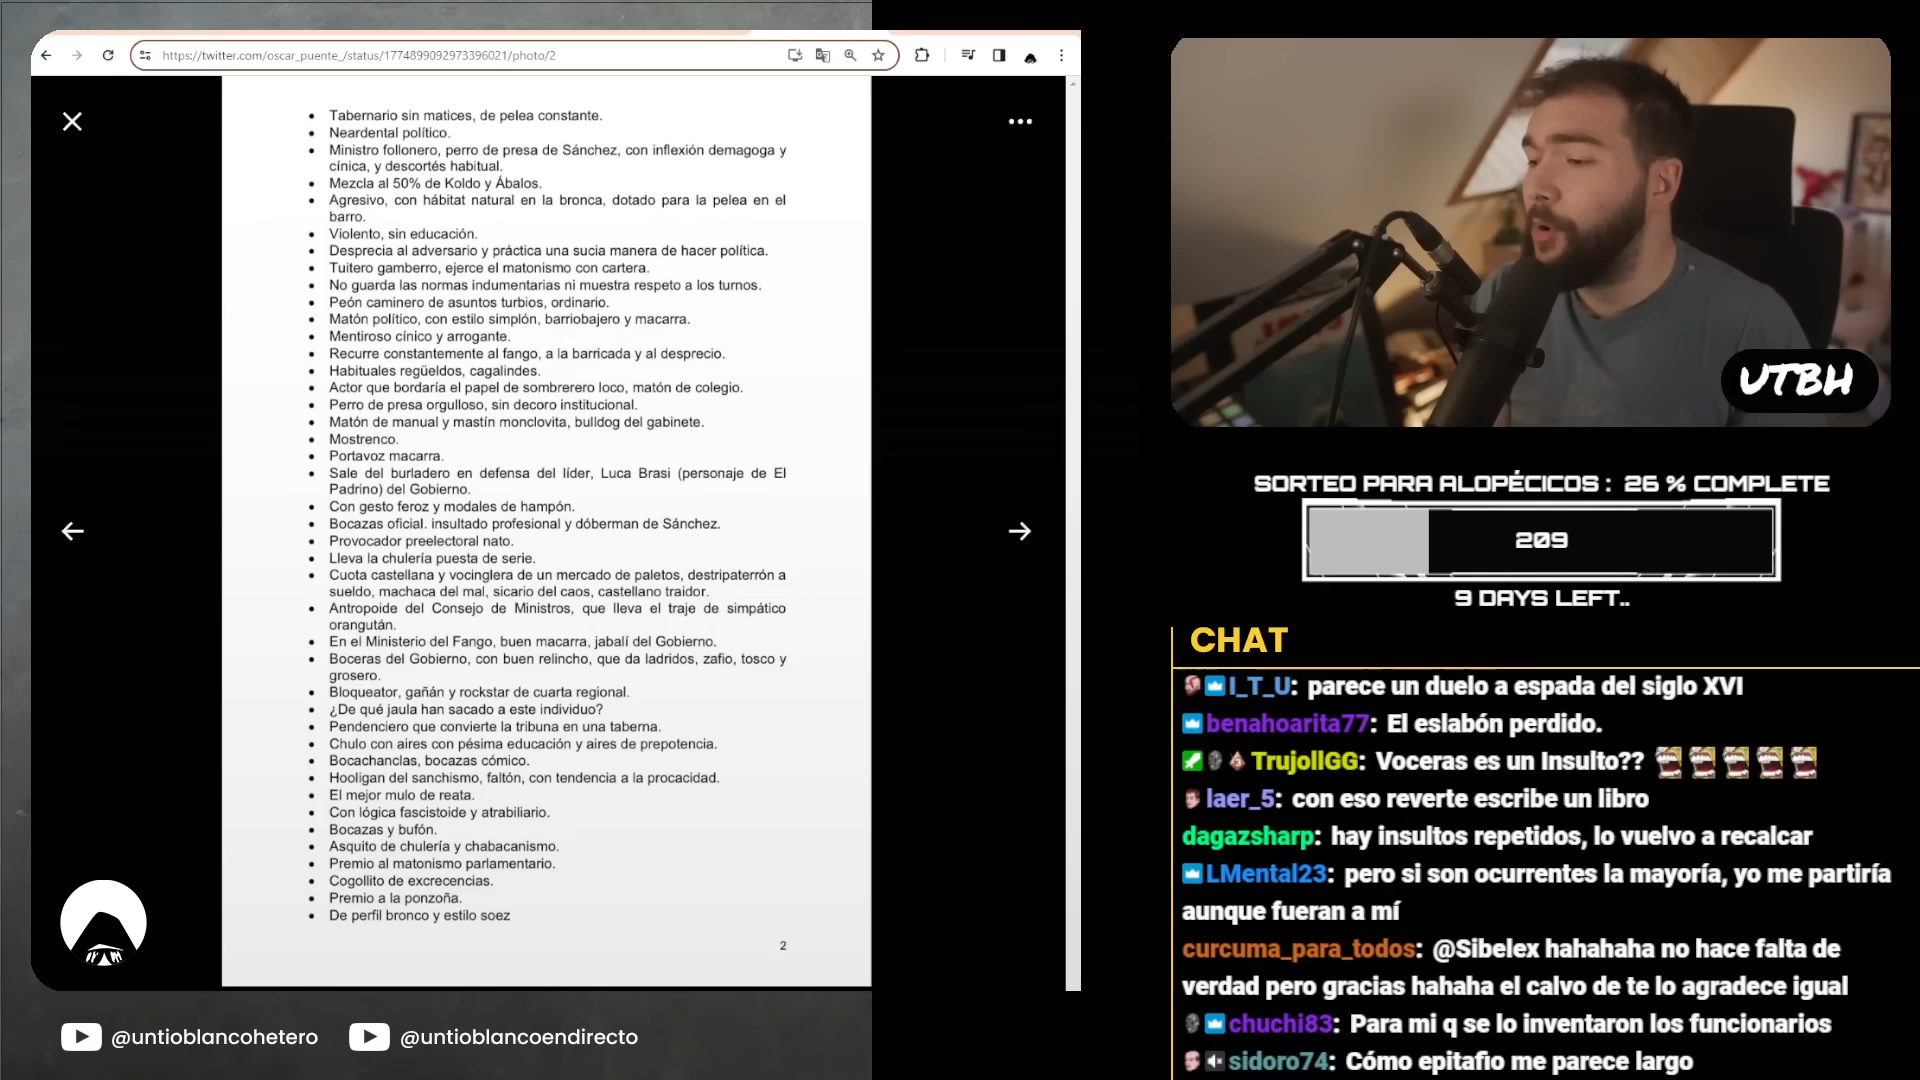 https://twitter.com/oscar_puente_/status/1774899092973396021/photo/2
• Tabernario sin matices, de pelea constante.
• Neardental político.
• Ministro follonero, perro de presa de Sánchez, con inflexión demagoga y
cínica, y descortés habitual.
• Mezcla al 50% de Koldo y Ábalos.
• Agresivo, con hábitat natural en la bronca, dotado para la pelea en el
barro.
• Violento, sin educación.
• Desprecia al adversario y práctica una sucia manera de hacer política.
• Tuitero gamberro, ejerce el matonismo con cartera.
• No guarda las normas indumentarias ni muestra respeto a los turnos.
• Peón caminero de asuntos turbios, ordinario.
• Matón político, con estilo simplón, barriobajero y macarra.
• Mentiroso cínico y arrogante.
• Recurre constantemente al fango, a la barricada y al desprecio.
• Habituales regüeldos, cagalindes.
• Actor que bordaría el papel de sombrerero loco, matón de colegio.
• Perro de presa orgulloso, sin decoro institucional.
• Matón de manual y mastín monclovita, bulldog del gabinete.
• Mostrenco.
• Portavoz macarra.
• Sale del burladero en defensa del líder, Luca Brasi (personaje de El
Padrino) del Gobierno.
• Con gesto feroz y modales de hampón.
• Bocazas oficial. insultado profesional y dóberman de Sánchez.
• Provocador preelectoral nato.
• Lleva la chulería puesta de serie.
• Cuota castellana y vocinglera de un mercado de paletos, destripaterrón a
sueldo, machaca del mal, sicario del caos, castellano traidor.
• Antropoide del Consejo de Ministros, que lleva el traje de simpático
orangután.
• En el Ministerio del Fango, buen macarra, jabalí del Gobierno.
• Boceras del Gobierno, con buen relincho, que da ladridos, zafio, tosco y
grosero.
• Bloqueator, gañán y rockstar de cuarta regional.
• ¿De qué jaula han sacado a este individuo?
• Pendenciero que convierte la tribuna en una taberna.
• Chulo con aires con pésima educación y aires de prepotencia.
• Bocachanclas, bocazas cómico.
• Hooligan del sanchismo, faltón, con tendencia a la procacidad.
• El mejor mulo de reata.
• Con lógica fascistoide y atrabiliario.
• Bocazas y bufón.
• Asquito de chulería y chabacanismo.
• Premio al matonismo parlamentario.
• Cogollito de excrecencias.
• Premio a la ponzoña.
• De perfil bronco y estilo soez
2
@untioblancohetero
@untioblancoendirecto
UTBH
SORTEO PARA ALOPÉCICOS : 26 % COMPLETE
209
9 DAYS LEFT..
CHAT
I_T_U: parece un duelo a espada del siglo XVI
benahoarita77: El eslabón perdido.
TrujollGG: Voceras es un Insulto??
laer_5: con eso reverte escribe un libro
dagazsharp: hay insultos repetidos, lo vuelvo a recalcar
LMental23: pero si son ocurrentes la mayoría, yo me partiría
aunque fueran a mí
curcuma_para_todos: @Sibelex hahahaha no hace falta de
verdad pero gracias hahaha el calvo de te lo agradece igual
chuchi83: Para mi q se lo inventaron los funcionarios
sidoro74: Cómo epitafio me parece largo